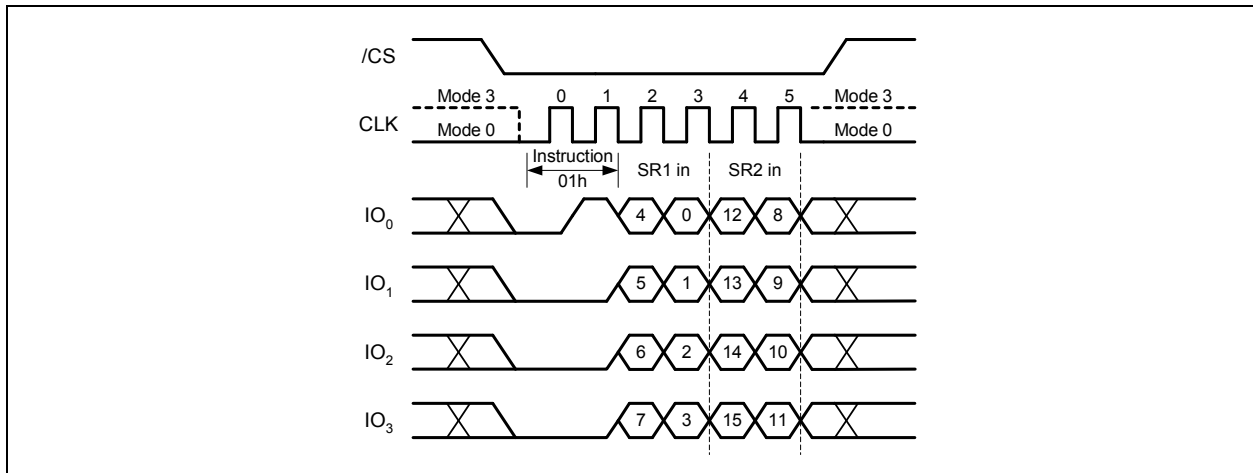 /CS
Mode 3 0 1 2 3 4 5 Mode 3
CLK Mode 0 Mode 0
Instruction
01h
SR1 in SR2 in
IO0 4 0 12 8
IO1 5 1 13 9
IO2 6 2 14 10
IO3 7 3 15 11